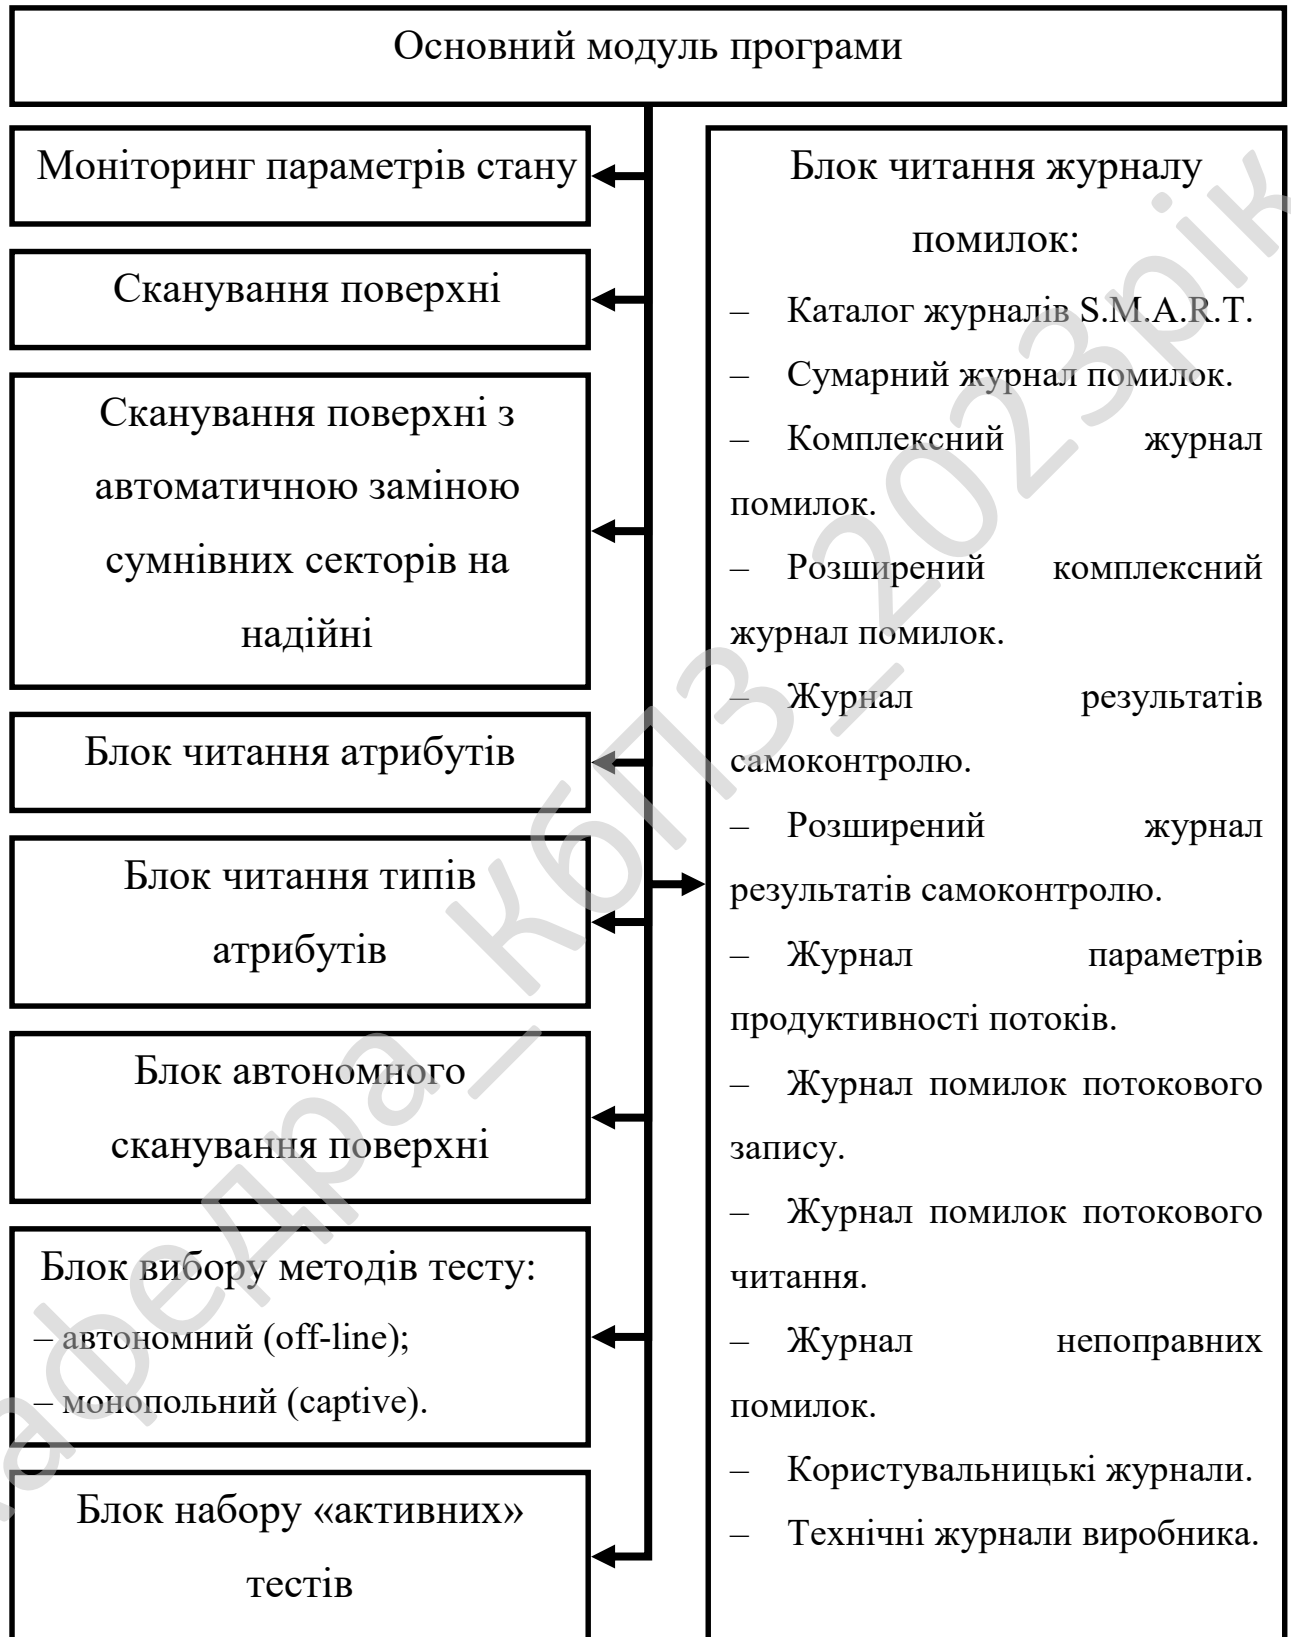 Основний модуль програми
Моніторинг параметрів стану
Сканування поверхні
Сканування поверхні з
автоматичною заміною
сумнівних секторів на
надійні
Блок читання атрибутів
Блок читання типів
атрибутів
Блок автономного
сканування поверхні
Блок вибору методів тесту:
– автономний (off-line);
– монопольний (captive).
Блок набору «активних»
тестів
Блок читання журналу
помилок:
– Каталог журналів S.M.A.R.T.
– Сумарний журнал помилок.
– Комплексний журнал
помилок.
– Розширений комплексний
журнал помилок.
– Журнал результатів
самоконтролю.
– Розширений журнал
результатів самоконтролю.
– Журнал параметрів
продуктивності потоків.
– Журнал помилок потокового
запису.
– Журнал помилок потокового
читання.
– Журнал непоправних
помилок.
– Користувальницькі журнали.
– Технічні журнали виробника.
афедра_КбПЗ_2023рік